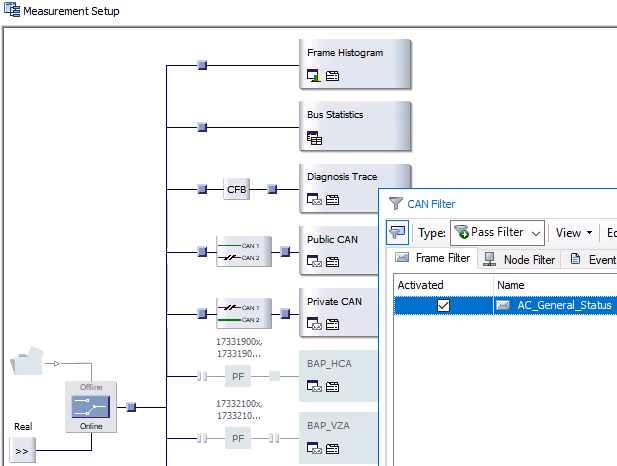 Measurement Setup
Frame Histogram
Bus Statistics
CFB
Diagnosis Trace
CAN 1
CAN 2
Public CAN
CAN 1
CAN 2
Private CAN
17331900x,
1733190...
PF
BAP_HCA
17332100x,
1733210...
PF
BAP_VZA
Offline
Online
Real
>>
CAN Filter
Type: Pass Filter View
Frame Filter Node Filter Event
Activated Name
AC_General_Status